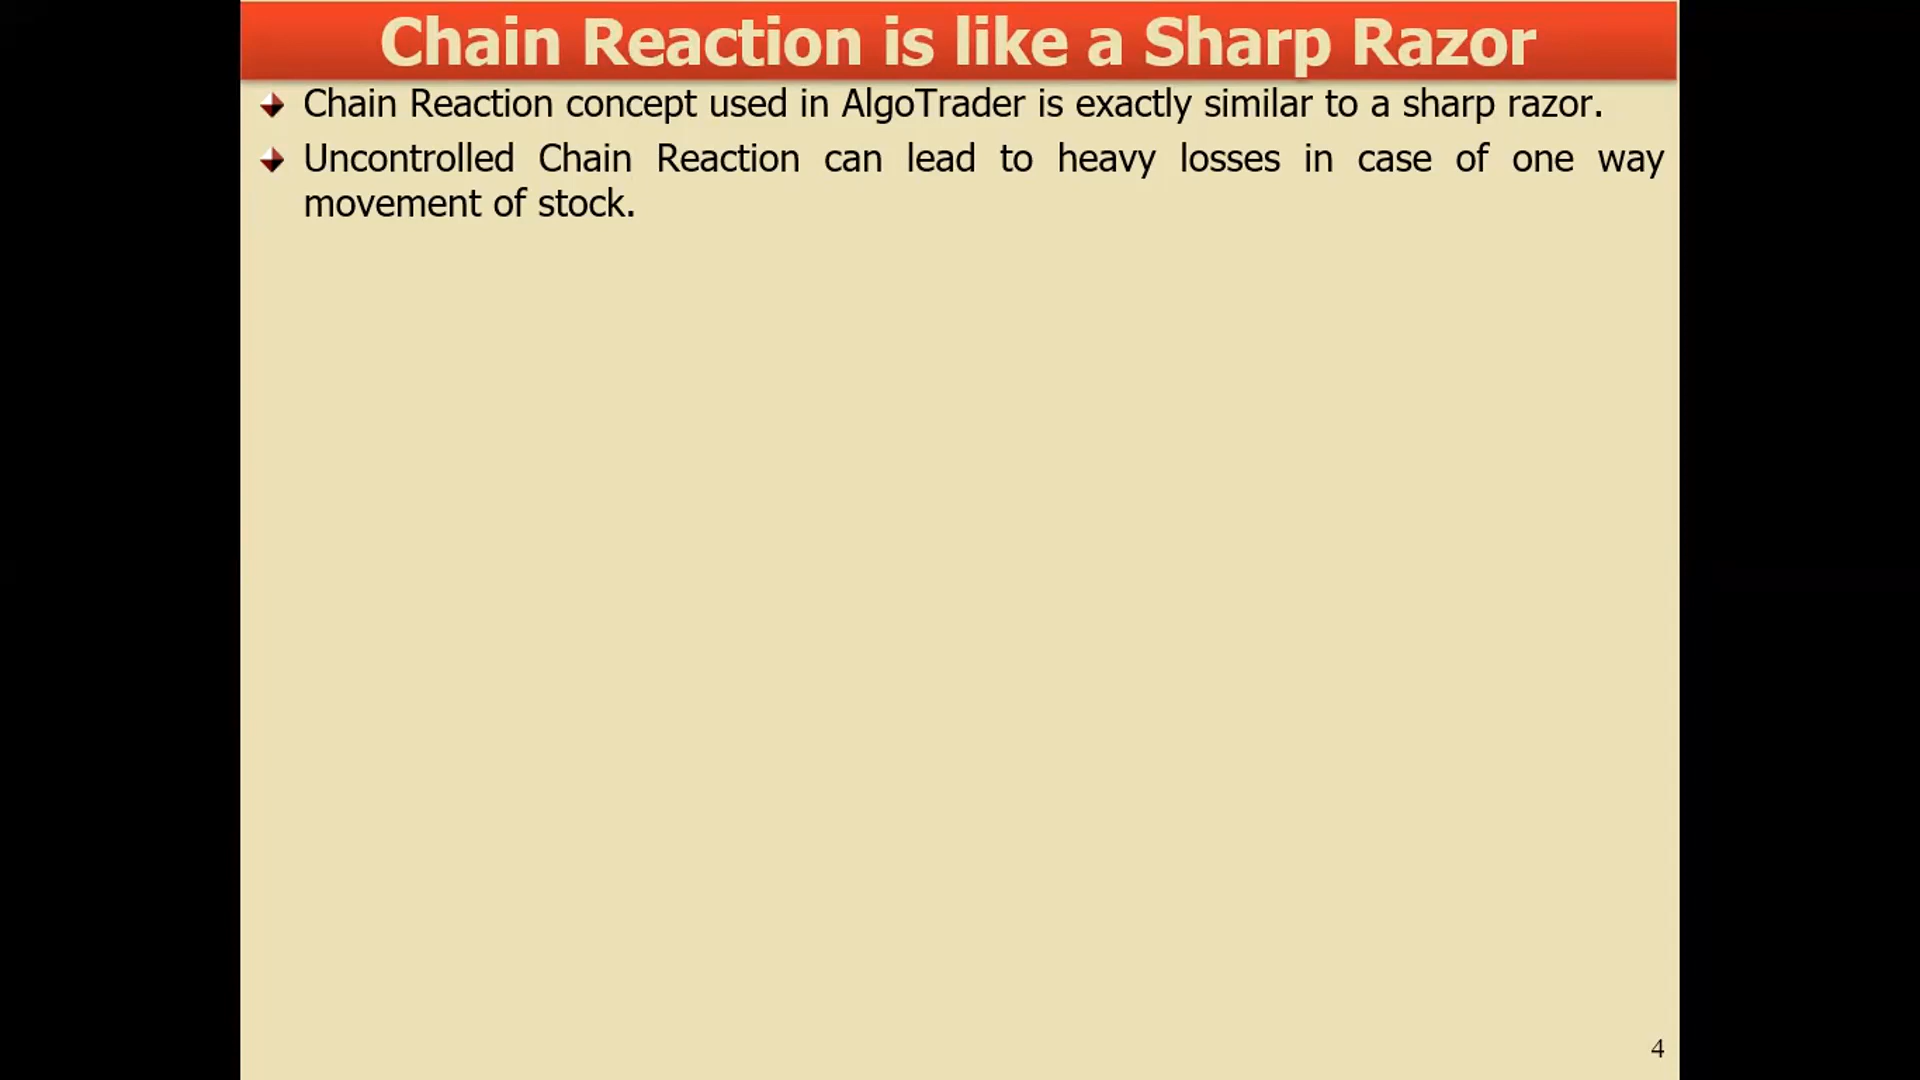 Chain Reaction is like a Sharp Razor
Chain Reaction concept used in AlgoTrader is exactly similar to a sharp razor.
Uncontrolled Chain Reaction can lead to heavy losses in case of one way
movement of stock.
4